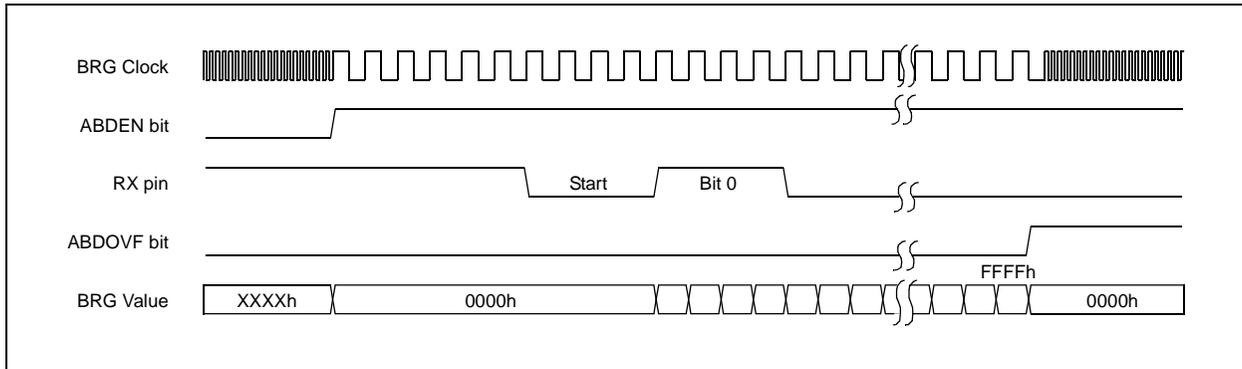 BRG Clock
ABDEN bit
RX pin
Start
Bit 0
ABDOVF bit
FFFFh
BRG Value
XXXXh
0000h
0000h